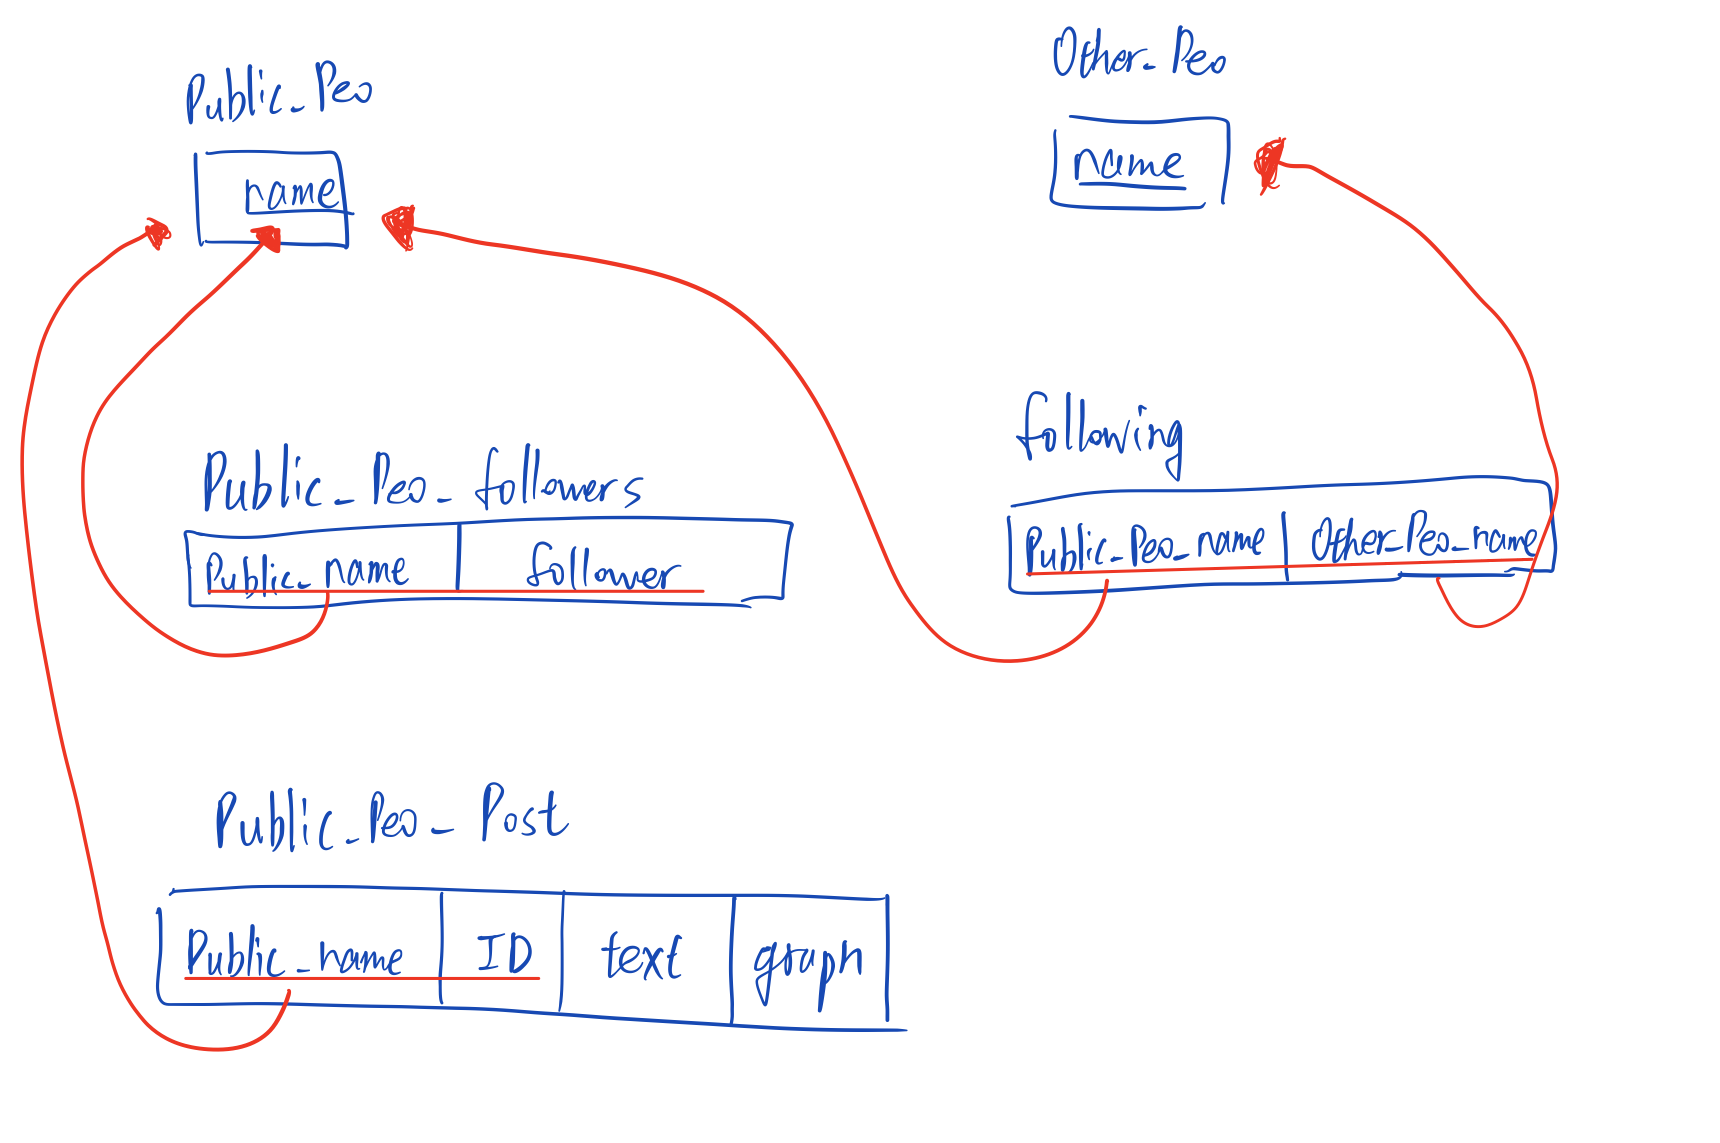 Public_Peo
name
Other_Peo
name
Public_Peo_followers
Public_name follower
following
Public_Peo_name Other_Peo_name
Public_Peo_Post
Public_name ID text graph